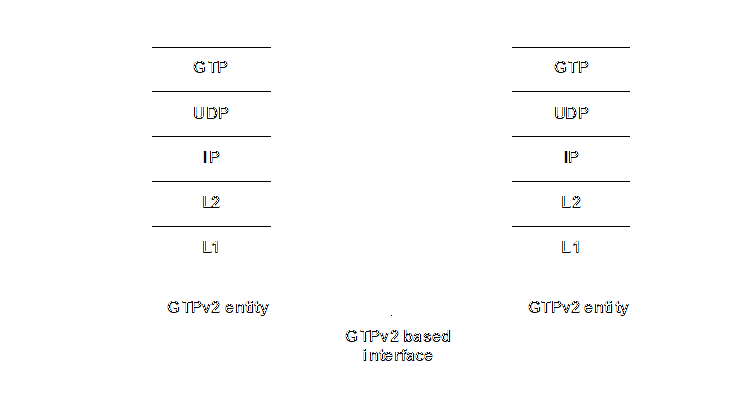 GTP GTP
UDP UDP
IP IP
L2 L2
L1 L1
GTPv2 entity GTPv2 entity
GTPv2 based
interface